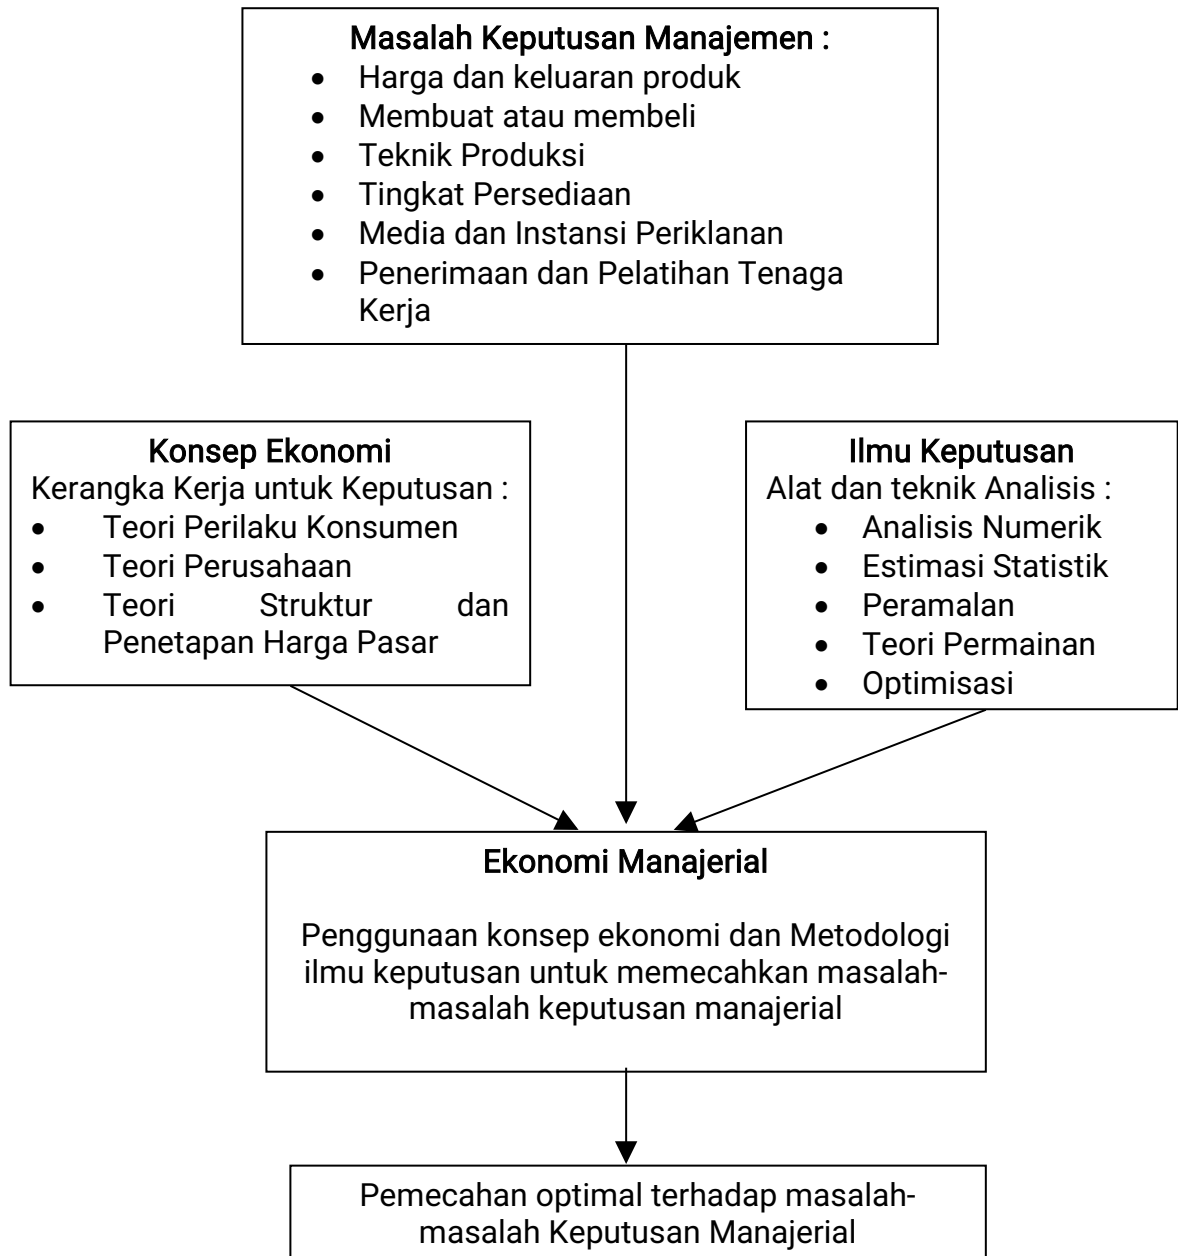 Masalah Keputusan Manajemen :
• Harga dan keluaran produk
• Membuat atau membeli
• Teknik Produksi
• Tingkat Persediaan
• Media dan Instansi Periklanan
• Penerimaan dan Pelatihan Tenaga
Kerja
Konsep Ekonomi
Kerangka Kerja untuk Keputusan :
• Teori Perilaku Konsumen
• Teori Perusahaan
• Teori Struktur dan
Penetapan Harga Pasar
Ilmu Keputusan
Alat dan teknik Analisis :
• Analisis Numerik
• Estimasi Statistik
• Peramalan
• Teori Permainan
• Optimisasi
Ekonomi Manajerial
Penggunaan konsep ekonomi dan Metodologi
ilmu keputusan untuk memecahkan masalah-
masalah keputusan manajerial
Pemecahan optimal terhadap masalah-
masalah Keputusan Manajerial